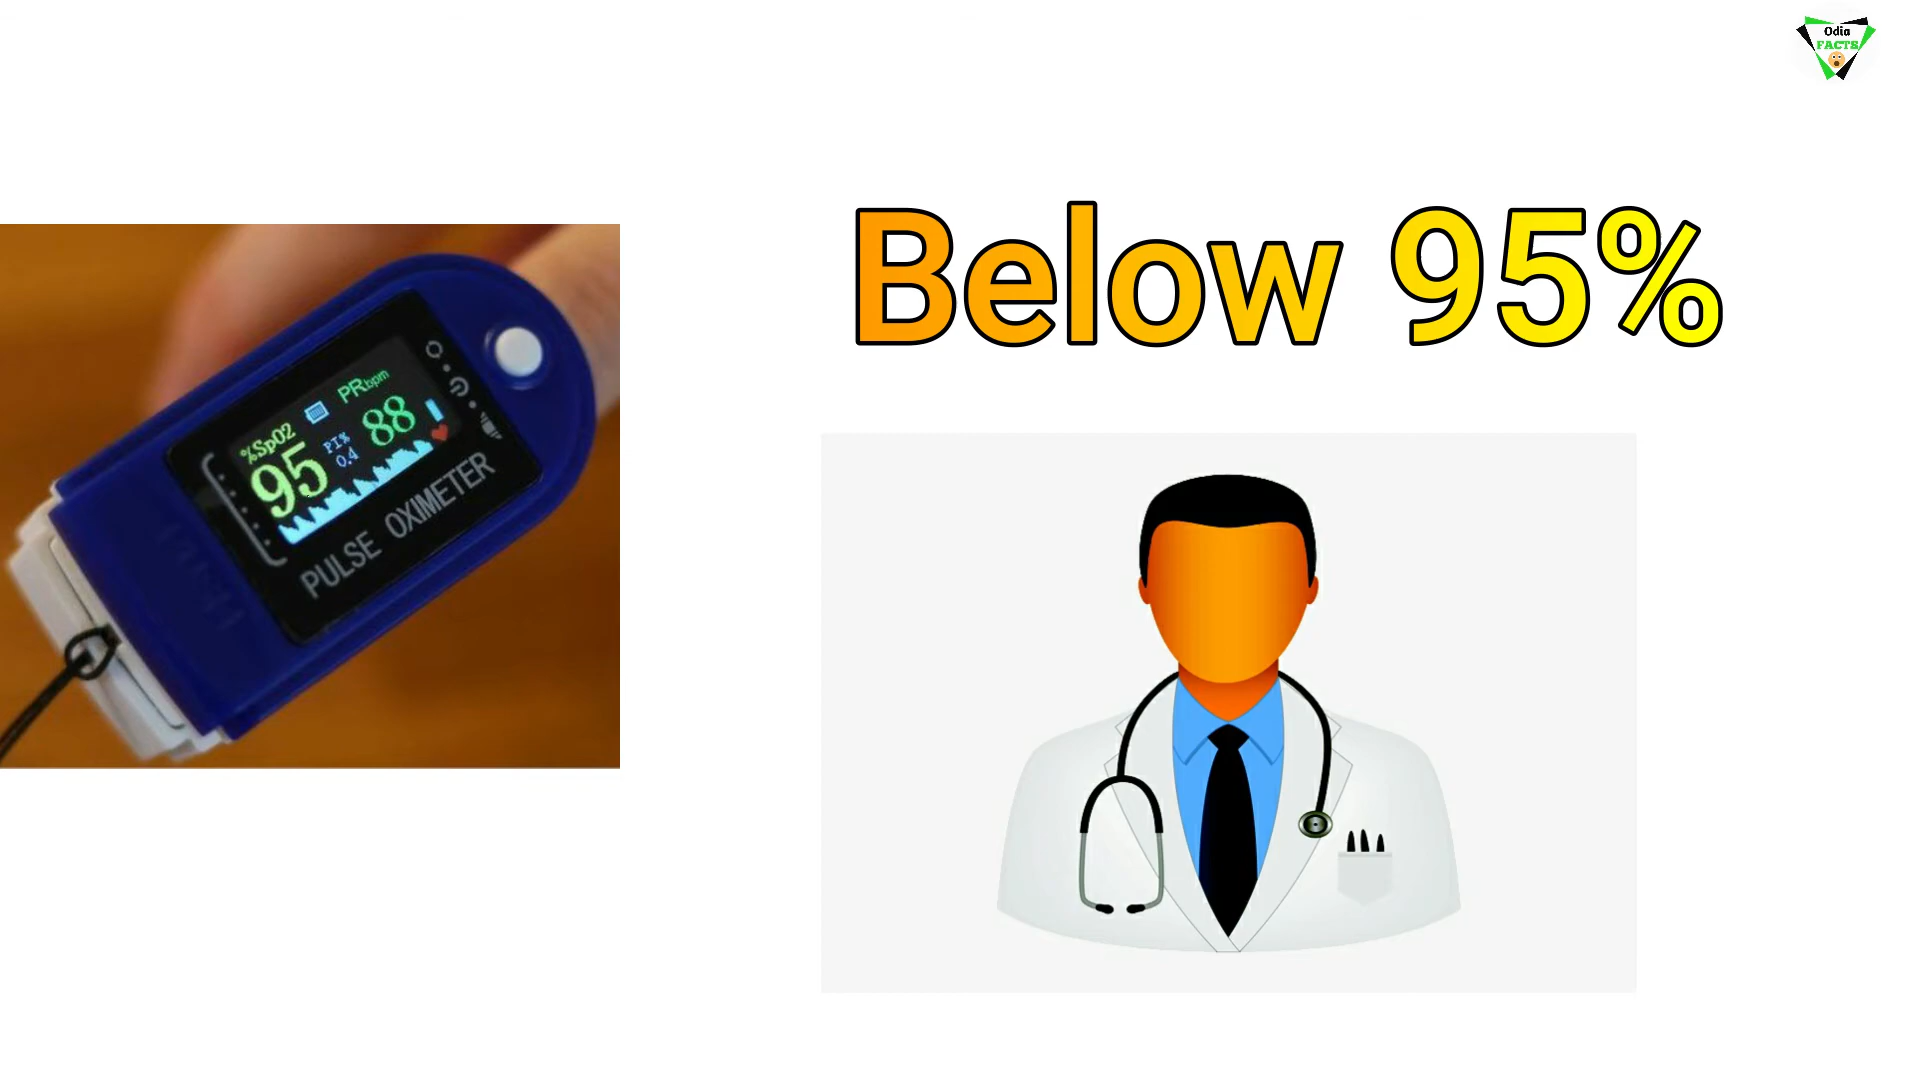 Odia
FACTS
Below 95%
%SpO2
PRbpm
95
PI%
0.4
88
PULSE OXIMETER